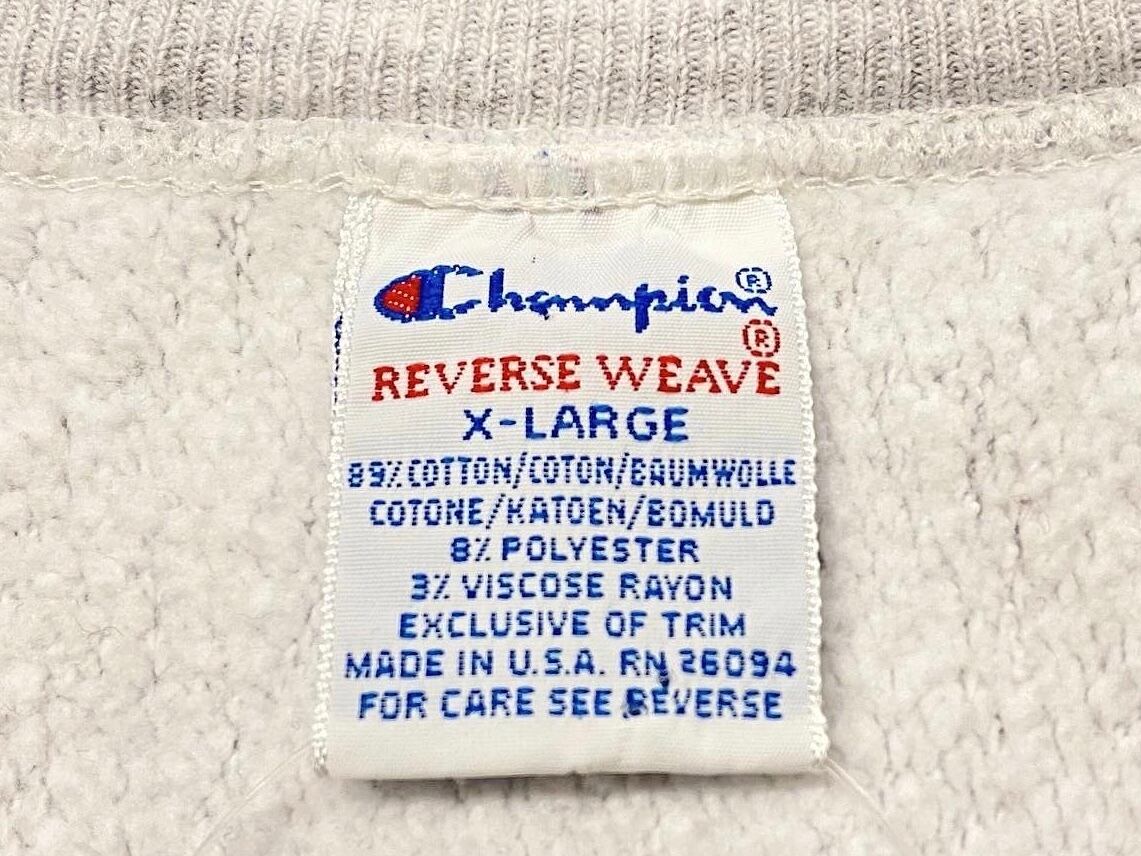 Champion®
REVERSE WEAVE®
X-LARGE
89% COTTON/COTON/BAUMWOLLE
COTONE/KATOEN/BOMULD
8% POLYESTER
3% VISCOSE RAYON
EXCLUSIVE OF TRIM
MADE IN U.S.A. RN 26094
FOR CARE SEE REVERSE